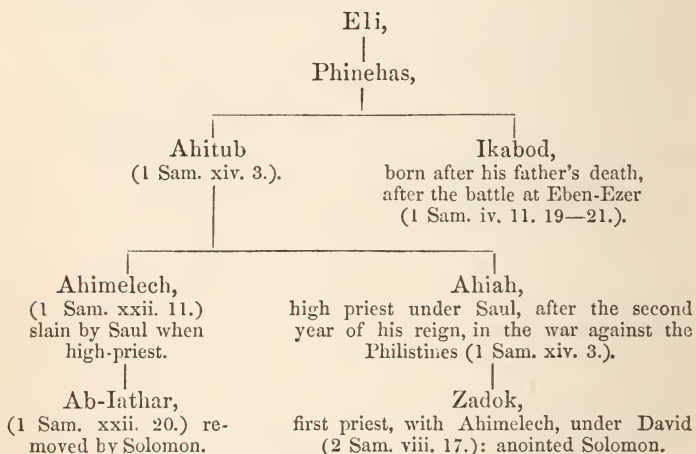 Eli,
Phinehas,
Ahitub
(1 Sam. xiv. 3.).
Ikabod,
born after his father's death,
after the battle at Eben-Ezer
(1 Sam. iv. 11. 19—21.).
Ahimelech,
(1 Sam. xxii. 11.)
slain by Saul when
high-priest.
Ahiah,
high priest under Saul, after the second
year of his reign, in the war against the
Philistines (1 Sam. xiv. 3.).
Ab-Iathar,
(1 Sam. xxii. 20.) re-
moved by Solomon.
Zadok,
first priest, with Ahimelech, under David
(2 Sam. viii. 17.): anointed Solomon.